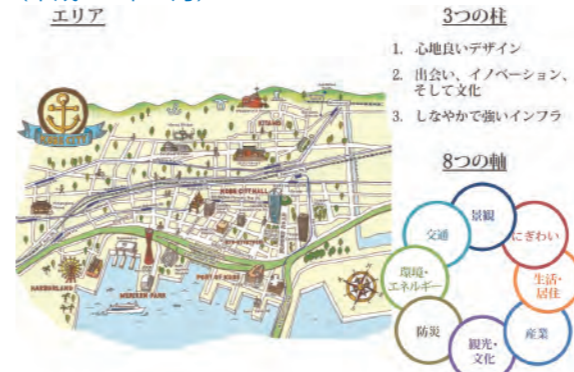 エリア
KOBE CITY
KOBE CITY HALL
PORT OF KOBE
MERIKEN PARK
HARBORLAND
3つの柱
1. 心地良いデザイン
2. 出会い、イノベーション、
そして文化
3. しなやかで強いインフラ
8つの軸
景観
にぎわい
生活・
居住
産業
観光・
文化
防災
環境・
エネルギー
交通